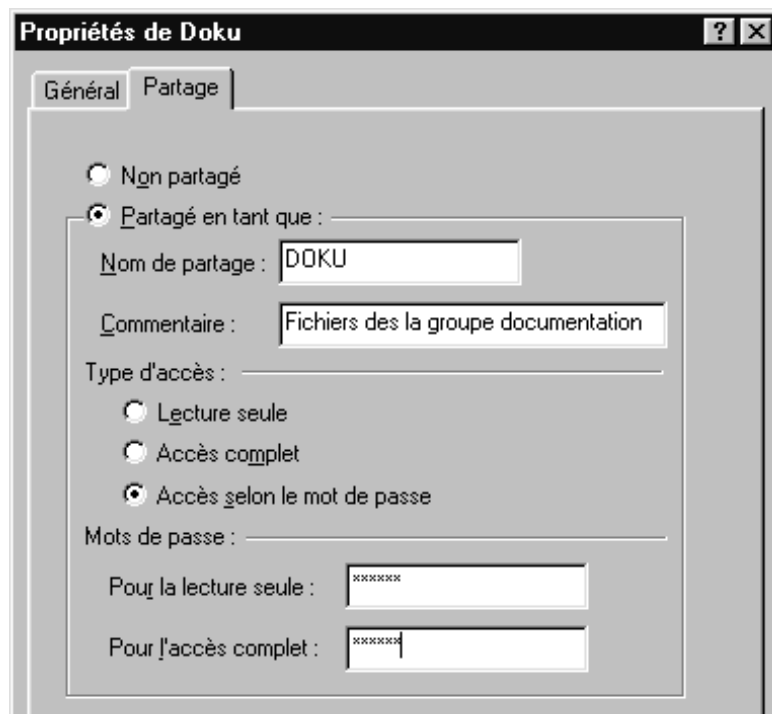 Propriétés de Doku
Général Partage
Non partagé
Partagé en tant que :
Nom de partage : DOKU
Commentaire : Fichiers des la groupe documentation
Type d'accès :
Lecture seule
Accès complet
Accès selon le mot de passe
Mots de passe :
Pour la lecture seule : ******
Pour l'accès complet : ******